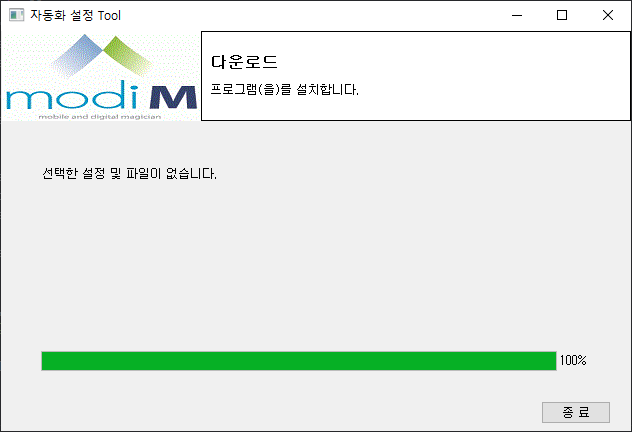 자동화 설정 Tool
modi M
mobile and digital magician
다운로드
프로그램(을)를 설치합니다.
선택한 설정 및 파일이 없습니다.
100%
종 료